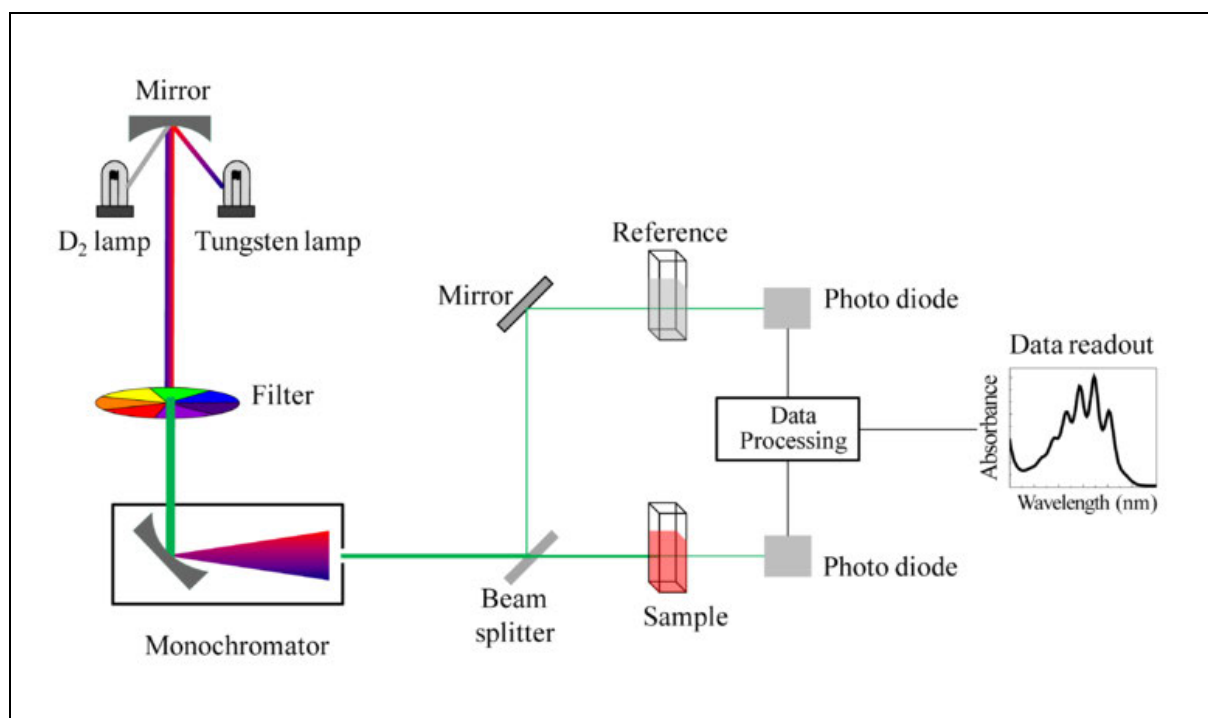 Mirror
D₂ lamp
Tungsten lamp
Filter
Monochromator
Mirror
Beam
splitter
Reference
Sample
Photo diode
Photo diode
Data
Processing
Data readout
Absorbance
Wavelength (nm)